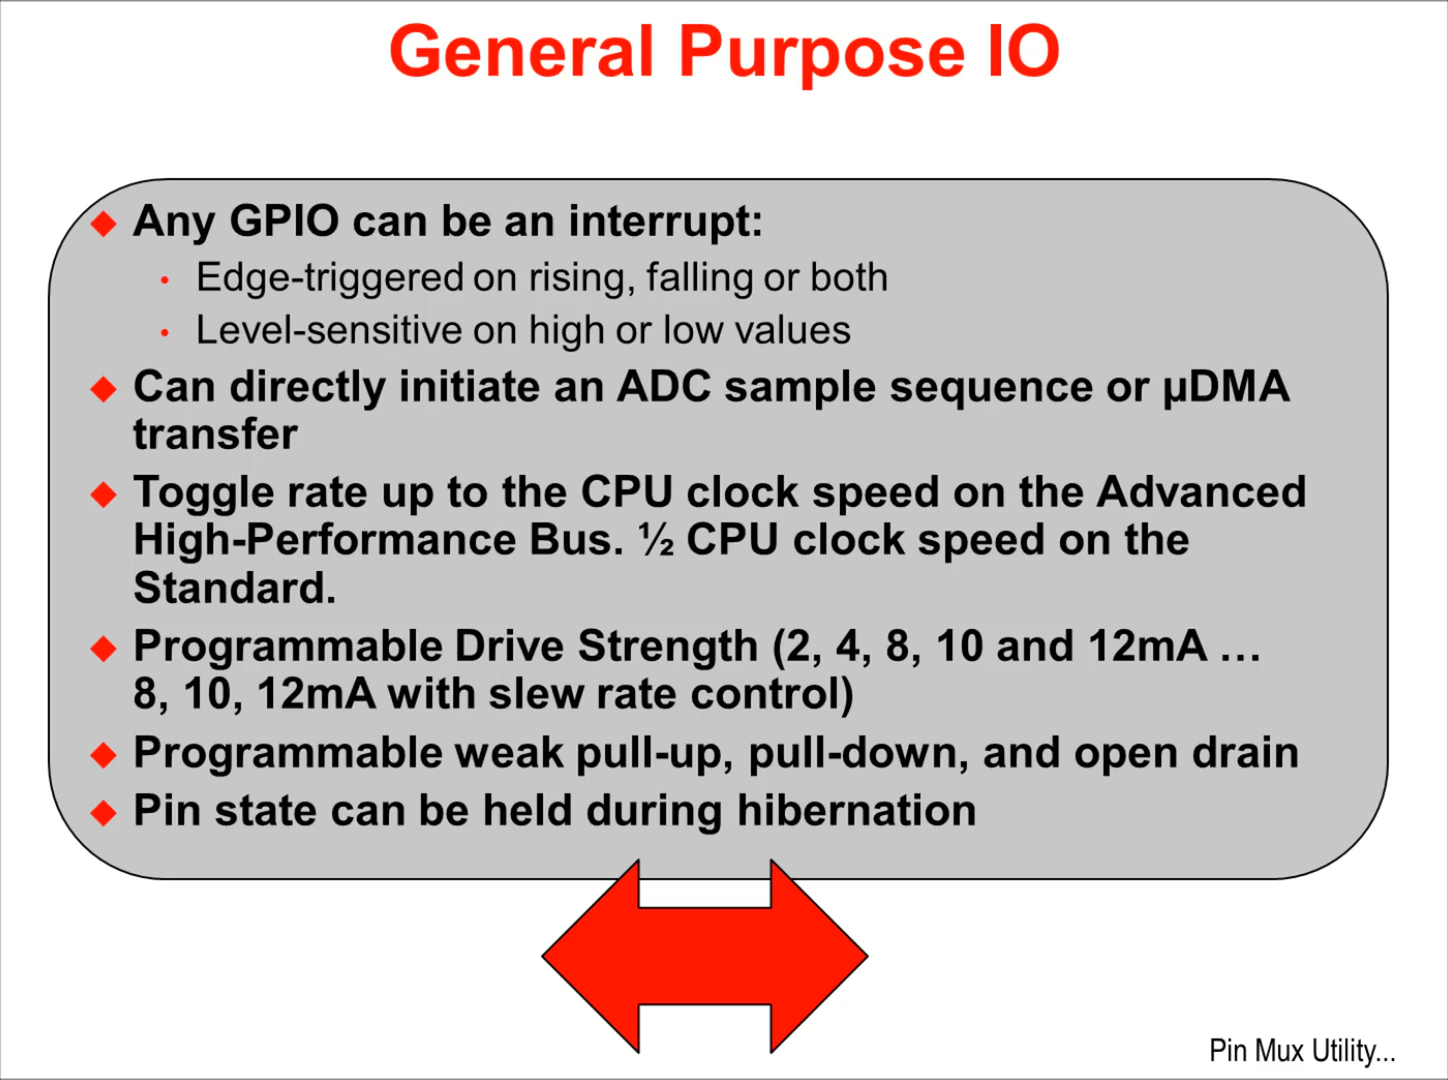 General Purpose IO
Any GPIO can be an interrupt:
Edge-triggered on rising, falling or both
Level-sensitive on high or low values
Can directly initiate an ADC sample sequence or µDMA
transfer
Toggle rate up to the CPU clock speed on the Advanced
High-Performance Bus. ½ CPU clock speed on the
Standard.
Programmable Drive Strength (2, 4, 8, 10 and 12mA …
8, 10, 12mA with slew rate control)
Programmable weak pull-up, pull-down, and open drain
Pin state can be held during hibernation
Pin Mux Utility...